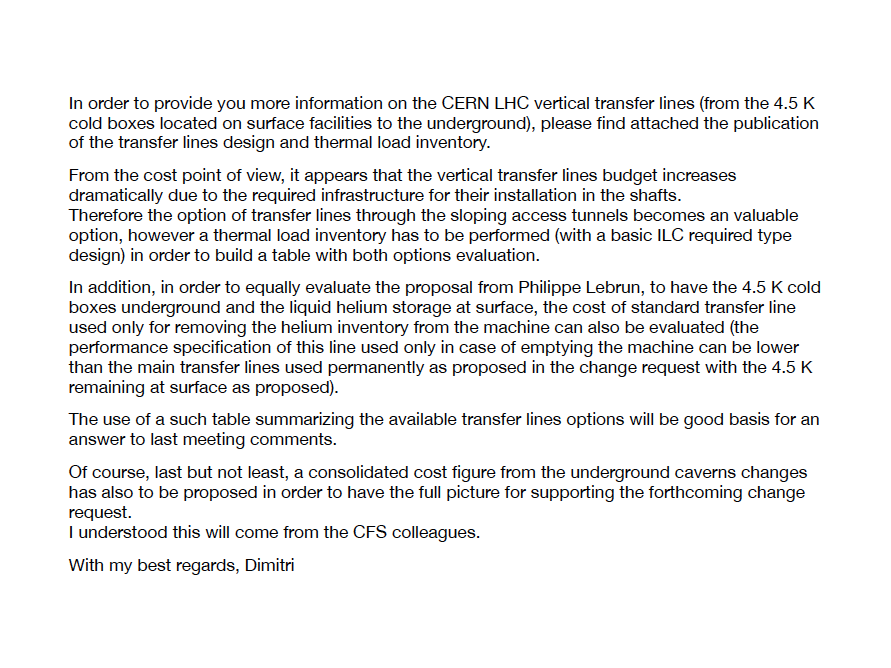 In order to provide you more information on the CERN LHC vertical transfer lines (from the 4.5 K
cold boxes located on surface facilities to the underground), please find attached the publication
of the transfer lines design and thermal load inventory.
From the cost point of view, it appears that the vertical transfer lines budget increases
dramatically due to the required infrastructure for their installation in the shafts.
Therefore the option of transfer lines through the sloping access tunnels becomes an valuable
option, however a thermal load inventory has to be performed (with a basic ILC required type
design) in order to build a table with both options evaluation.
In addition, in order to equally evaluate the proposal from Philippe Lebrun, to have the 4.5 K cold
boxes underground and the liquid helium storage at surface, the cost of standard transfer line
used only for removing the helium inventory from the machine can also be evaluated (the
performance specification of this line used only in case of emptying the machine can be lower
than the main transfer lines used permanently as proposed in the change request with the 4.5 K
remaining at surface as proposed).
The use of a such table summarizing the available transfer lines options will be good basis for an
answer to last meeting comments.
Of course, last but not least, a consolidated cost figure from the underground caverns changes
has also to be proposed in order to have the full picture for supporting the forthcoming change
request.
I understood this will come from the CFS colleagues.
With my best regards, Dimitri